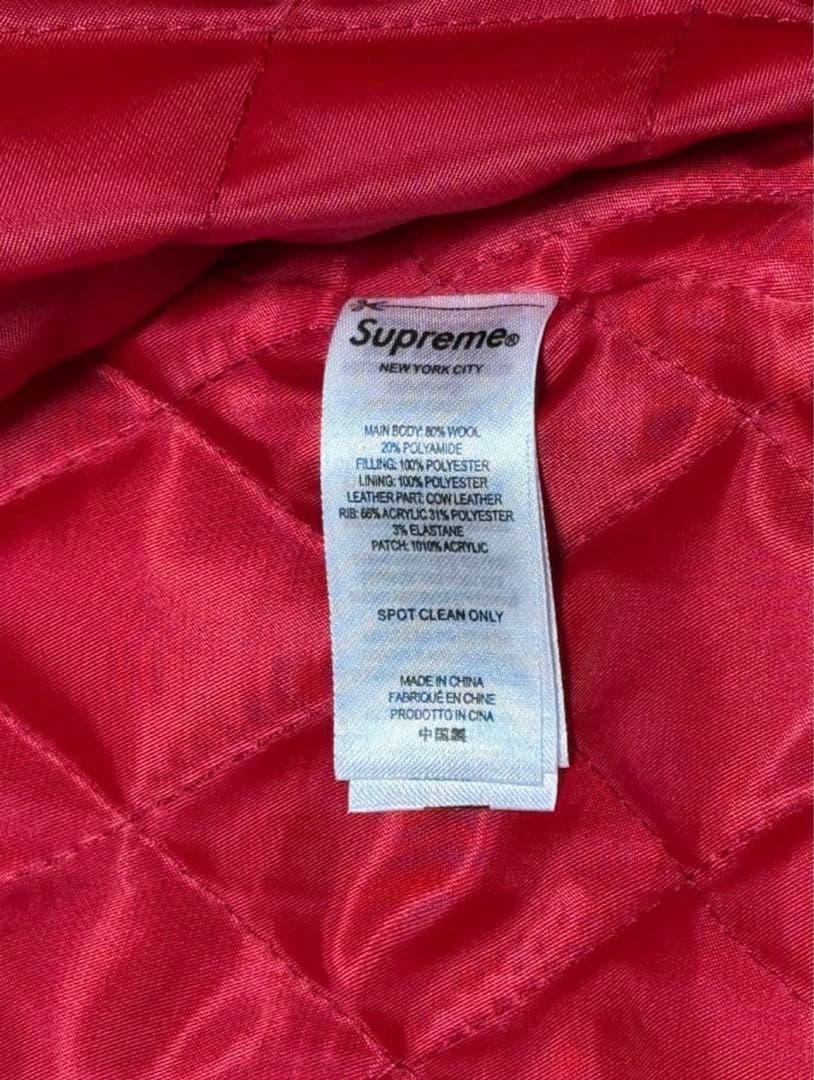 Supreme®
NEW YORK CITY
MAIN BODY: 80% WOOL
20% POLYAMIDE
FILLING: 100% POLYESTER
LINING: 100% POLYESTER
LEATHER PART: COW LEATHER
RIB: 66% ACRYLIC 31% POLYESTER
3% ELASTANE
PATCH: 1010% ACRYLIC
SPOT CLEAN ONLY
MADE IN CHINA
FABRIQUÉ EN CHINE
PRODOTTO IN CINA
中国製